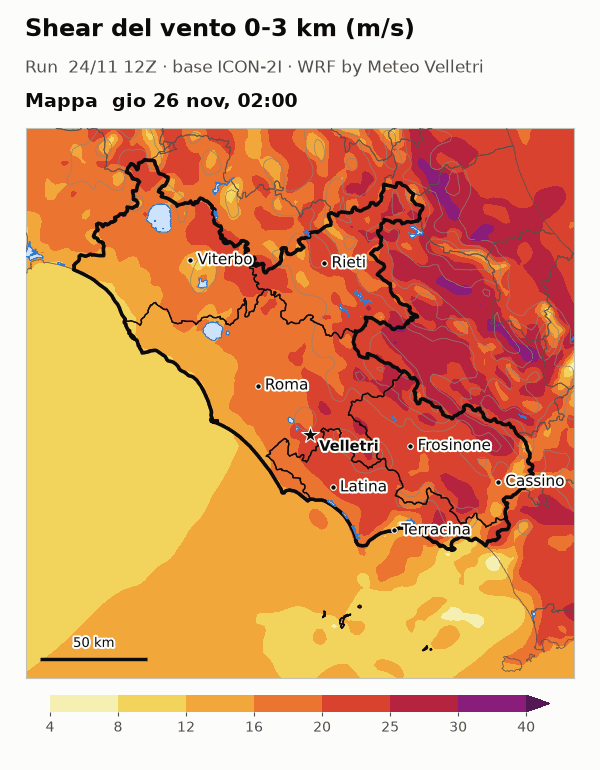 Shear del vento 0-3 km (m/s)
Run  24/11 12Z · base ICON-2I · WRF by Meteo Velletri
Mappa  gio 26 nov, 02:00
Viterbo
Rieti
Roma
Velletri
Frosinone
Latina
Cassino
Terracina
50 km
4 8 12 16 20 25 30 40